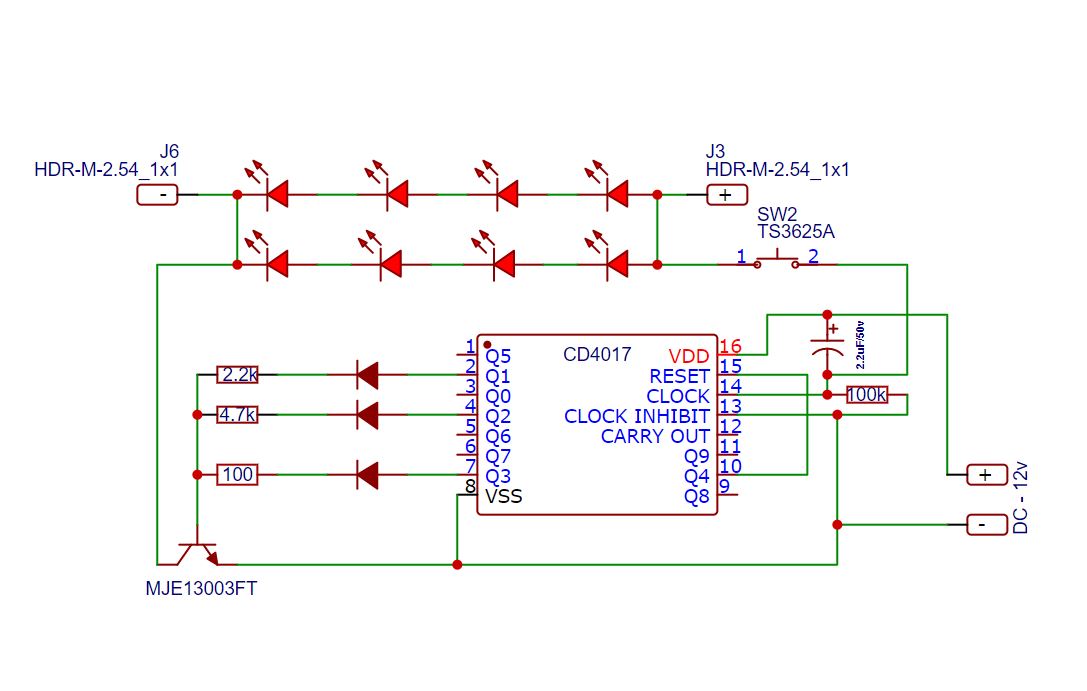 J6
HDR-M-2.54_1x1
-
J3
HDR-M-2.54_1x1
+
SW2
TS3625A
1
2
2.2uF/50v
+
100k
CD4017
1
Q5
2
Q1
3
Q0
4
Q2
5
Q6
6
Q7
7
Q3
8
VSS
VDD
16
RESET
15
CLOCK
14
CLOCK INHIBIT
13
CARRY OUT
12
Q9
11
Q4
10
Q8
9
2.2k
4.7k
100
+
-
DC - 12v
MJE13003FT